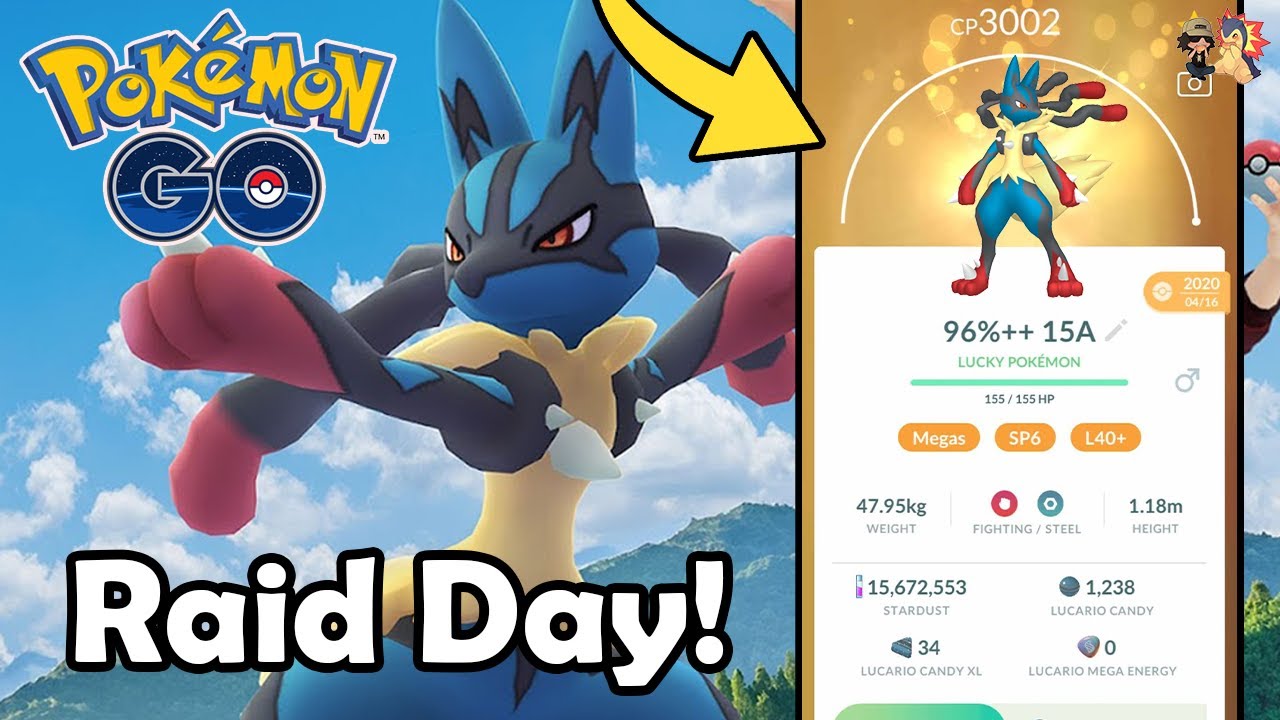 POKÉMON
GO
TM
Raid Day!
CP3002
2020
04/16
96%++ 15A
LUCKY POKÉMON
155 / 155 HP
Megas
SP6
L40+
47.95kg
WEIGHT
FIGHTING / STEEL
1.18m
HEIGHT
15,672,553
STARDUST
1,238
LUCARIO CANDY
34
LUCARIO CANDY XL
0
LUCARIO MEGA ENERGY